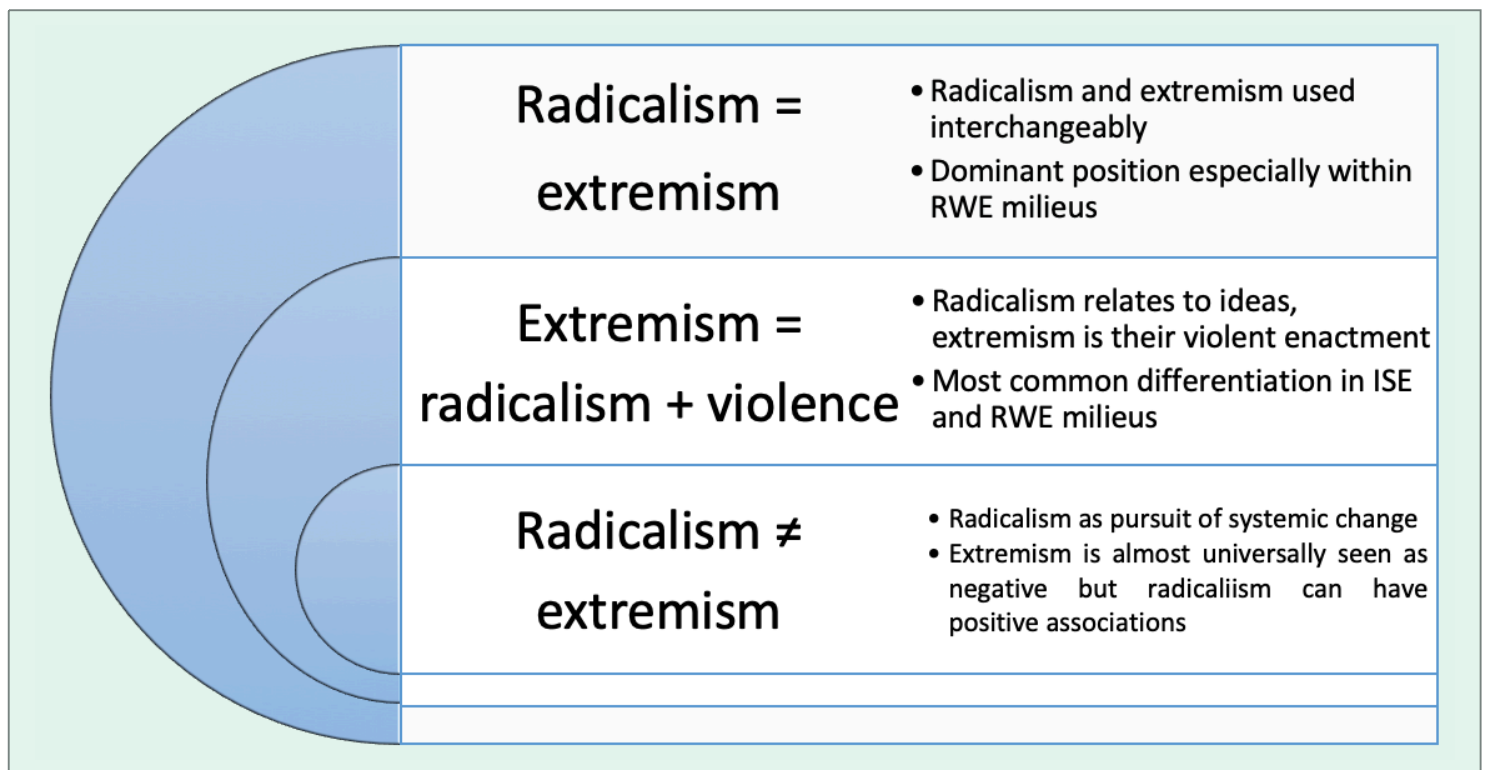 Radicalism =
extremism
• Radicalism and extremism used
interchangeably
• Dominant position especially within
RWE milieus
Extremism =
radicalism + violence
• Radicalism relates to ideas,
extremism is their violent enactment
• Most common differentiation in ISE
and RWE milieus
Radicalism ≠
extremism
• Radicalism as pursuit of systemic change
• Extremism is almost universally seen as
negative but radicaliism can have
positive associations